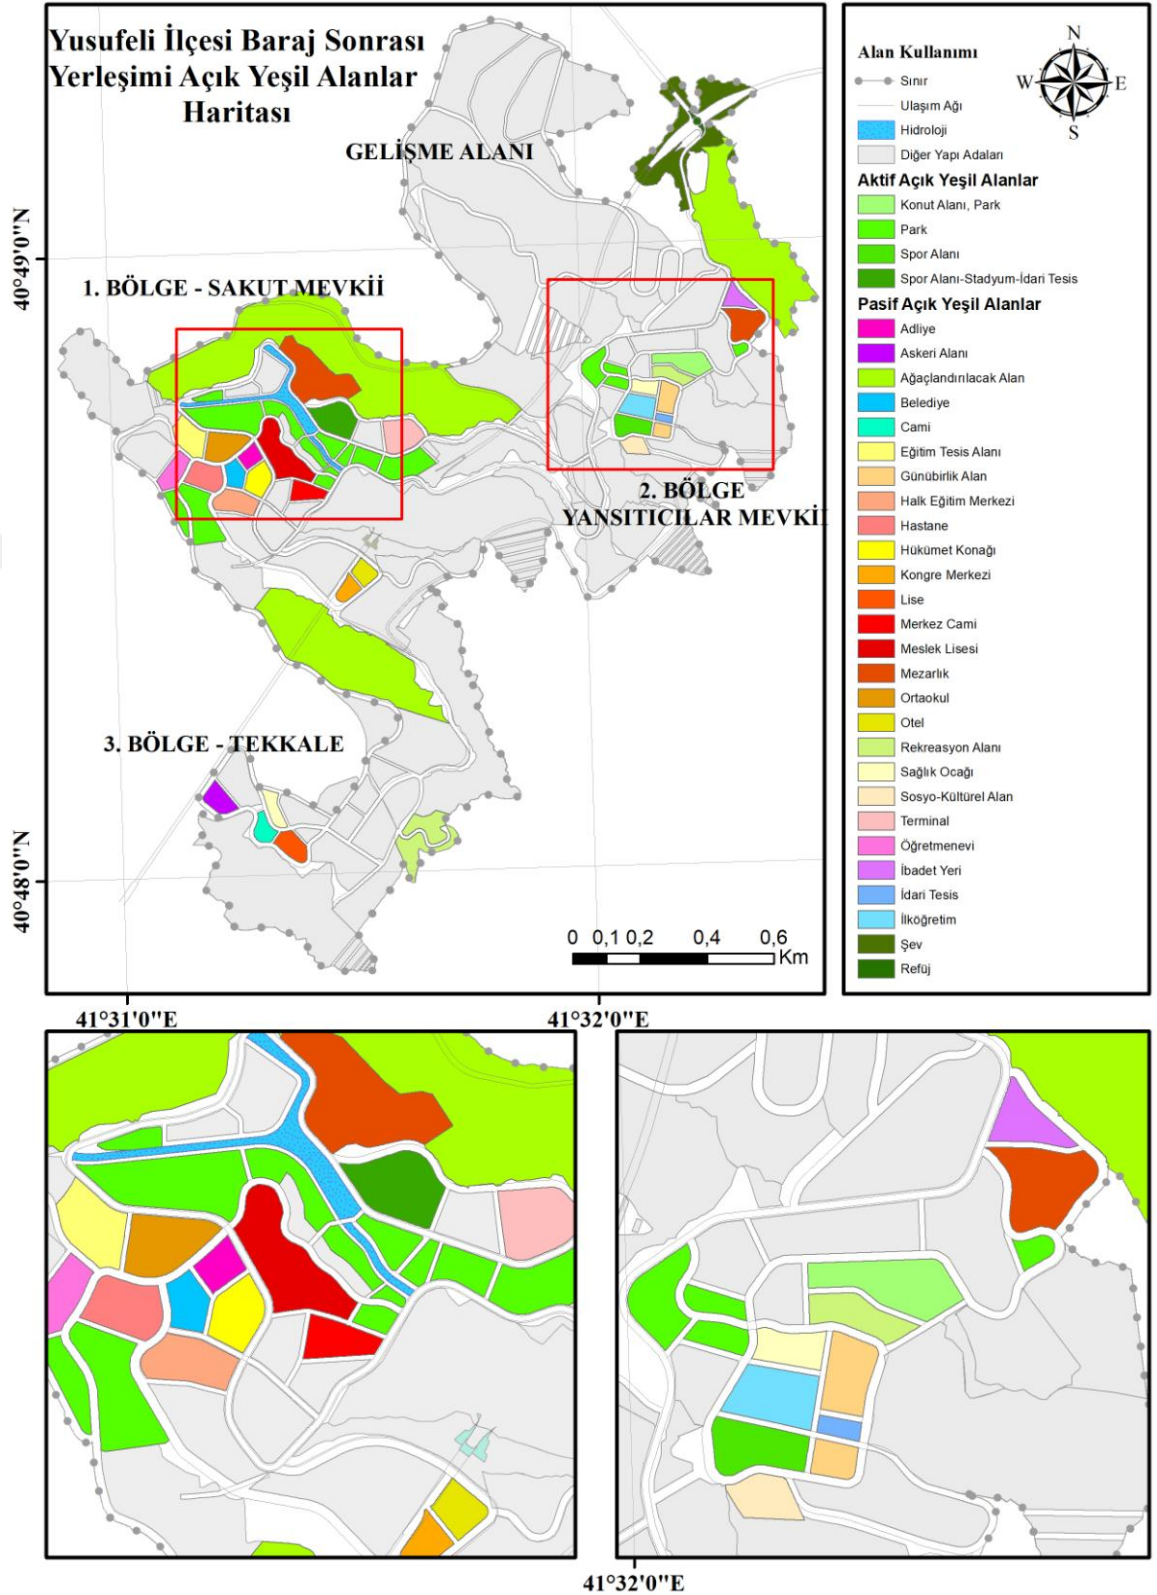 Yusufeli İlçesi Baraj Sonrası
Yerleşimi Açık Yeşil Alanlar
Haritası
GELİŞME ALANI
1. BÖLGE - SAKUT MEVKİİ
2. BÖLGE
YANSITICILAR MEVKİİ
3. BÖLGE - TEKKALE
40°49'0"N
40°48'0"N
41°31'0"E
41°32'0"E
0 0,1 0,2 0,4 0,6
Km
N
W E
S
Alan Kullanımı
Sınır
Ulaşım Ağı
Hidroloji
Diğer Yapı Adaları
Aktif Açık Yeşil Alanlar
Konut Alanı, Park
Park
Spor Alanı
Spor Alanı-Stadyum-İdari Tesis
Pasif Açık Yeşil Alanlar
Adliye
Askeri Alanı
Ağaçlandırılacak Alan
Belediye
Cami
Eğitim Tesis Alanı
Günübirlik Alan
Halk Eğitim Merkezi
Hastane
Hükümet Konağı
Kongre Merkezi
Lise
Merkez Cami
Meslek Lisesi
Mezarlık
Ortaokul
Otel
Rekreasyon Alanı
Sağlık Ocağı
Sosyo-Kültürel Alan
Terminal
Öğretmenevi
İbadet Yeri
İdari Tesis
İlköğretim
Şev
Refüj
41°32'0"E